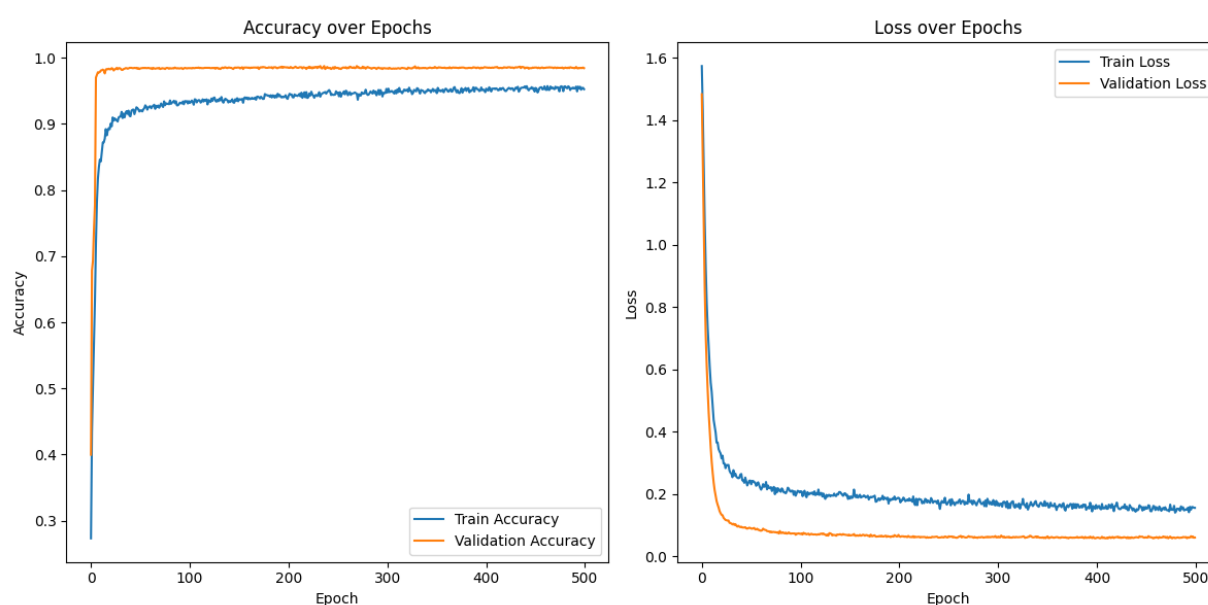 Accuracy over Epochs
1.0
0.9
0.8
0.7
0.6
0.5
0.4
0.3
Accuracy
Train Accuracy
Validation Accuracy
0
100
200
300
400
500
Epoch
Loss over Epochs
1.6
1.4
1.2
1.0
0.8
0.6
0.4
0.2
0.0
Loss
Train Loss
Validation Loss
0
100
200
300
400
500
Epoch